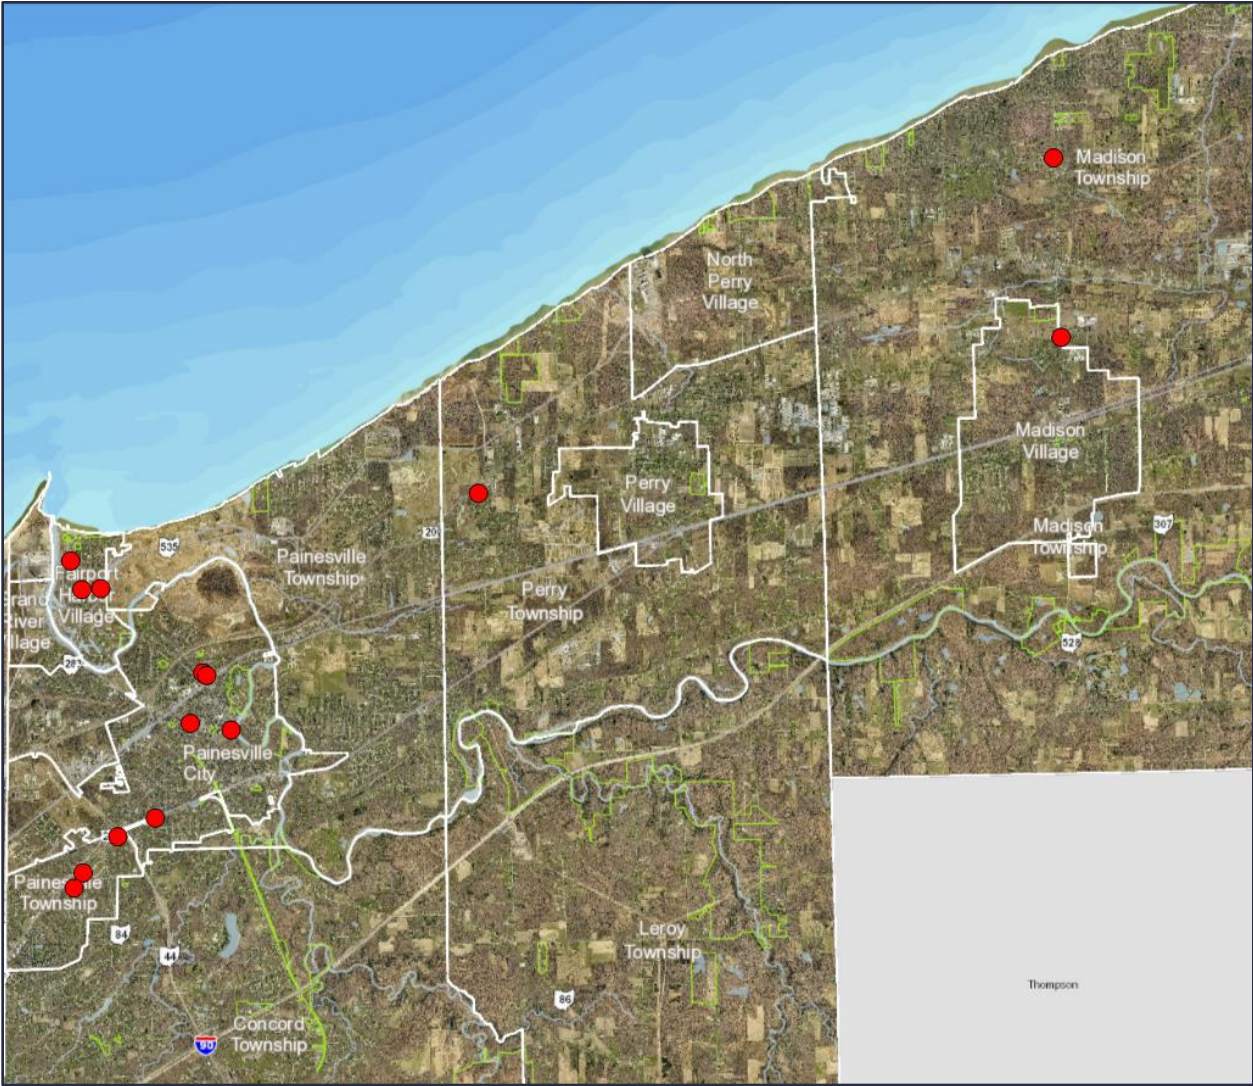 Madison
Township
North
Perry
Village
Madison
Village
Perry
Village
Madison
Township
307
20
535
Painesville
Township
Fairport
Harbor
Village
Grand
River
Village
Perry
Township
528
283
Painesville
City
Painesville
Township
84
44
Leroy
Township
86
Thompson
Concord
Township
90